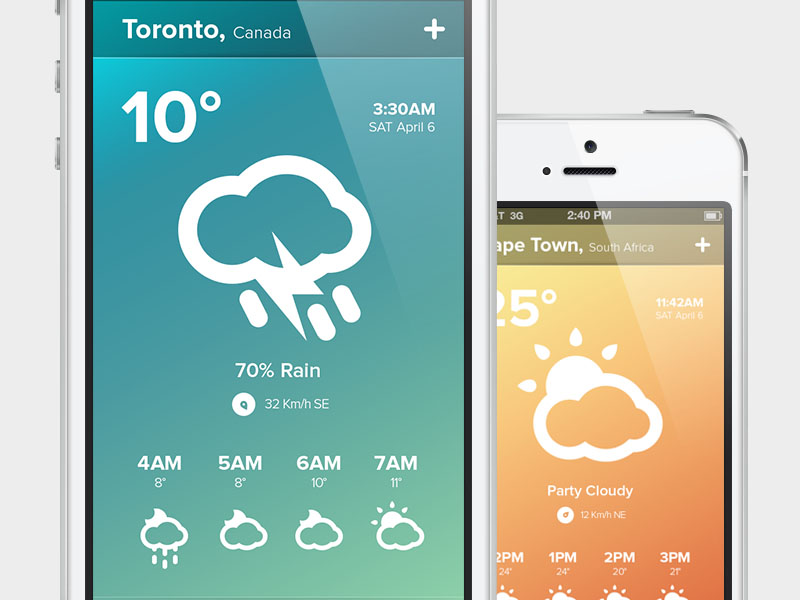 Toronto, Canada +
10°
3:30AM
SAT April 6
70% Rain
32 Km/h SE
4AM 5AM 6AM 7AM
8° 8° 10° 11°
3G 2:40 PM
Town, South Africa +
25°
11:42AM
SAT April 6
Party Cloudy
12 Km/h NE
2PM 1PM 2PM 3PM
24° 24° 20° 21°